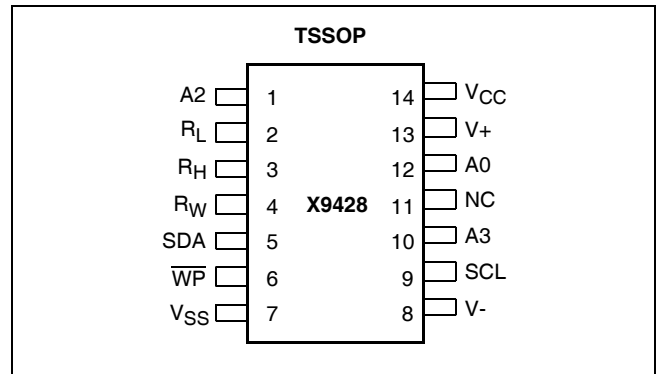 TSSOP
A2 1 14 VCC
RL 2 13 V+
RH 3 12 A0
RW 4 X9428 11 NC
SDA 5 10 A3
W̅P̅ 6 9 SCL
VSS 7 8 V-